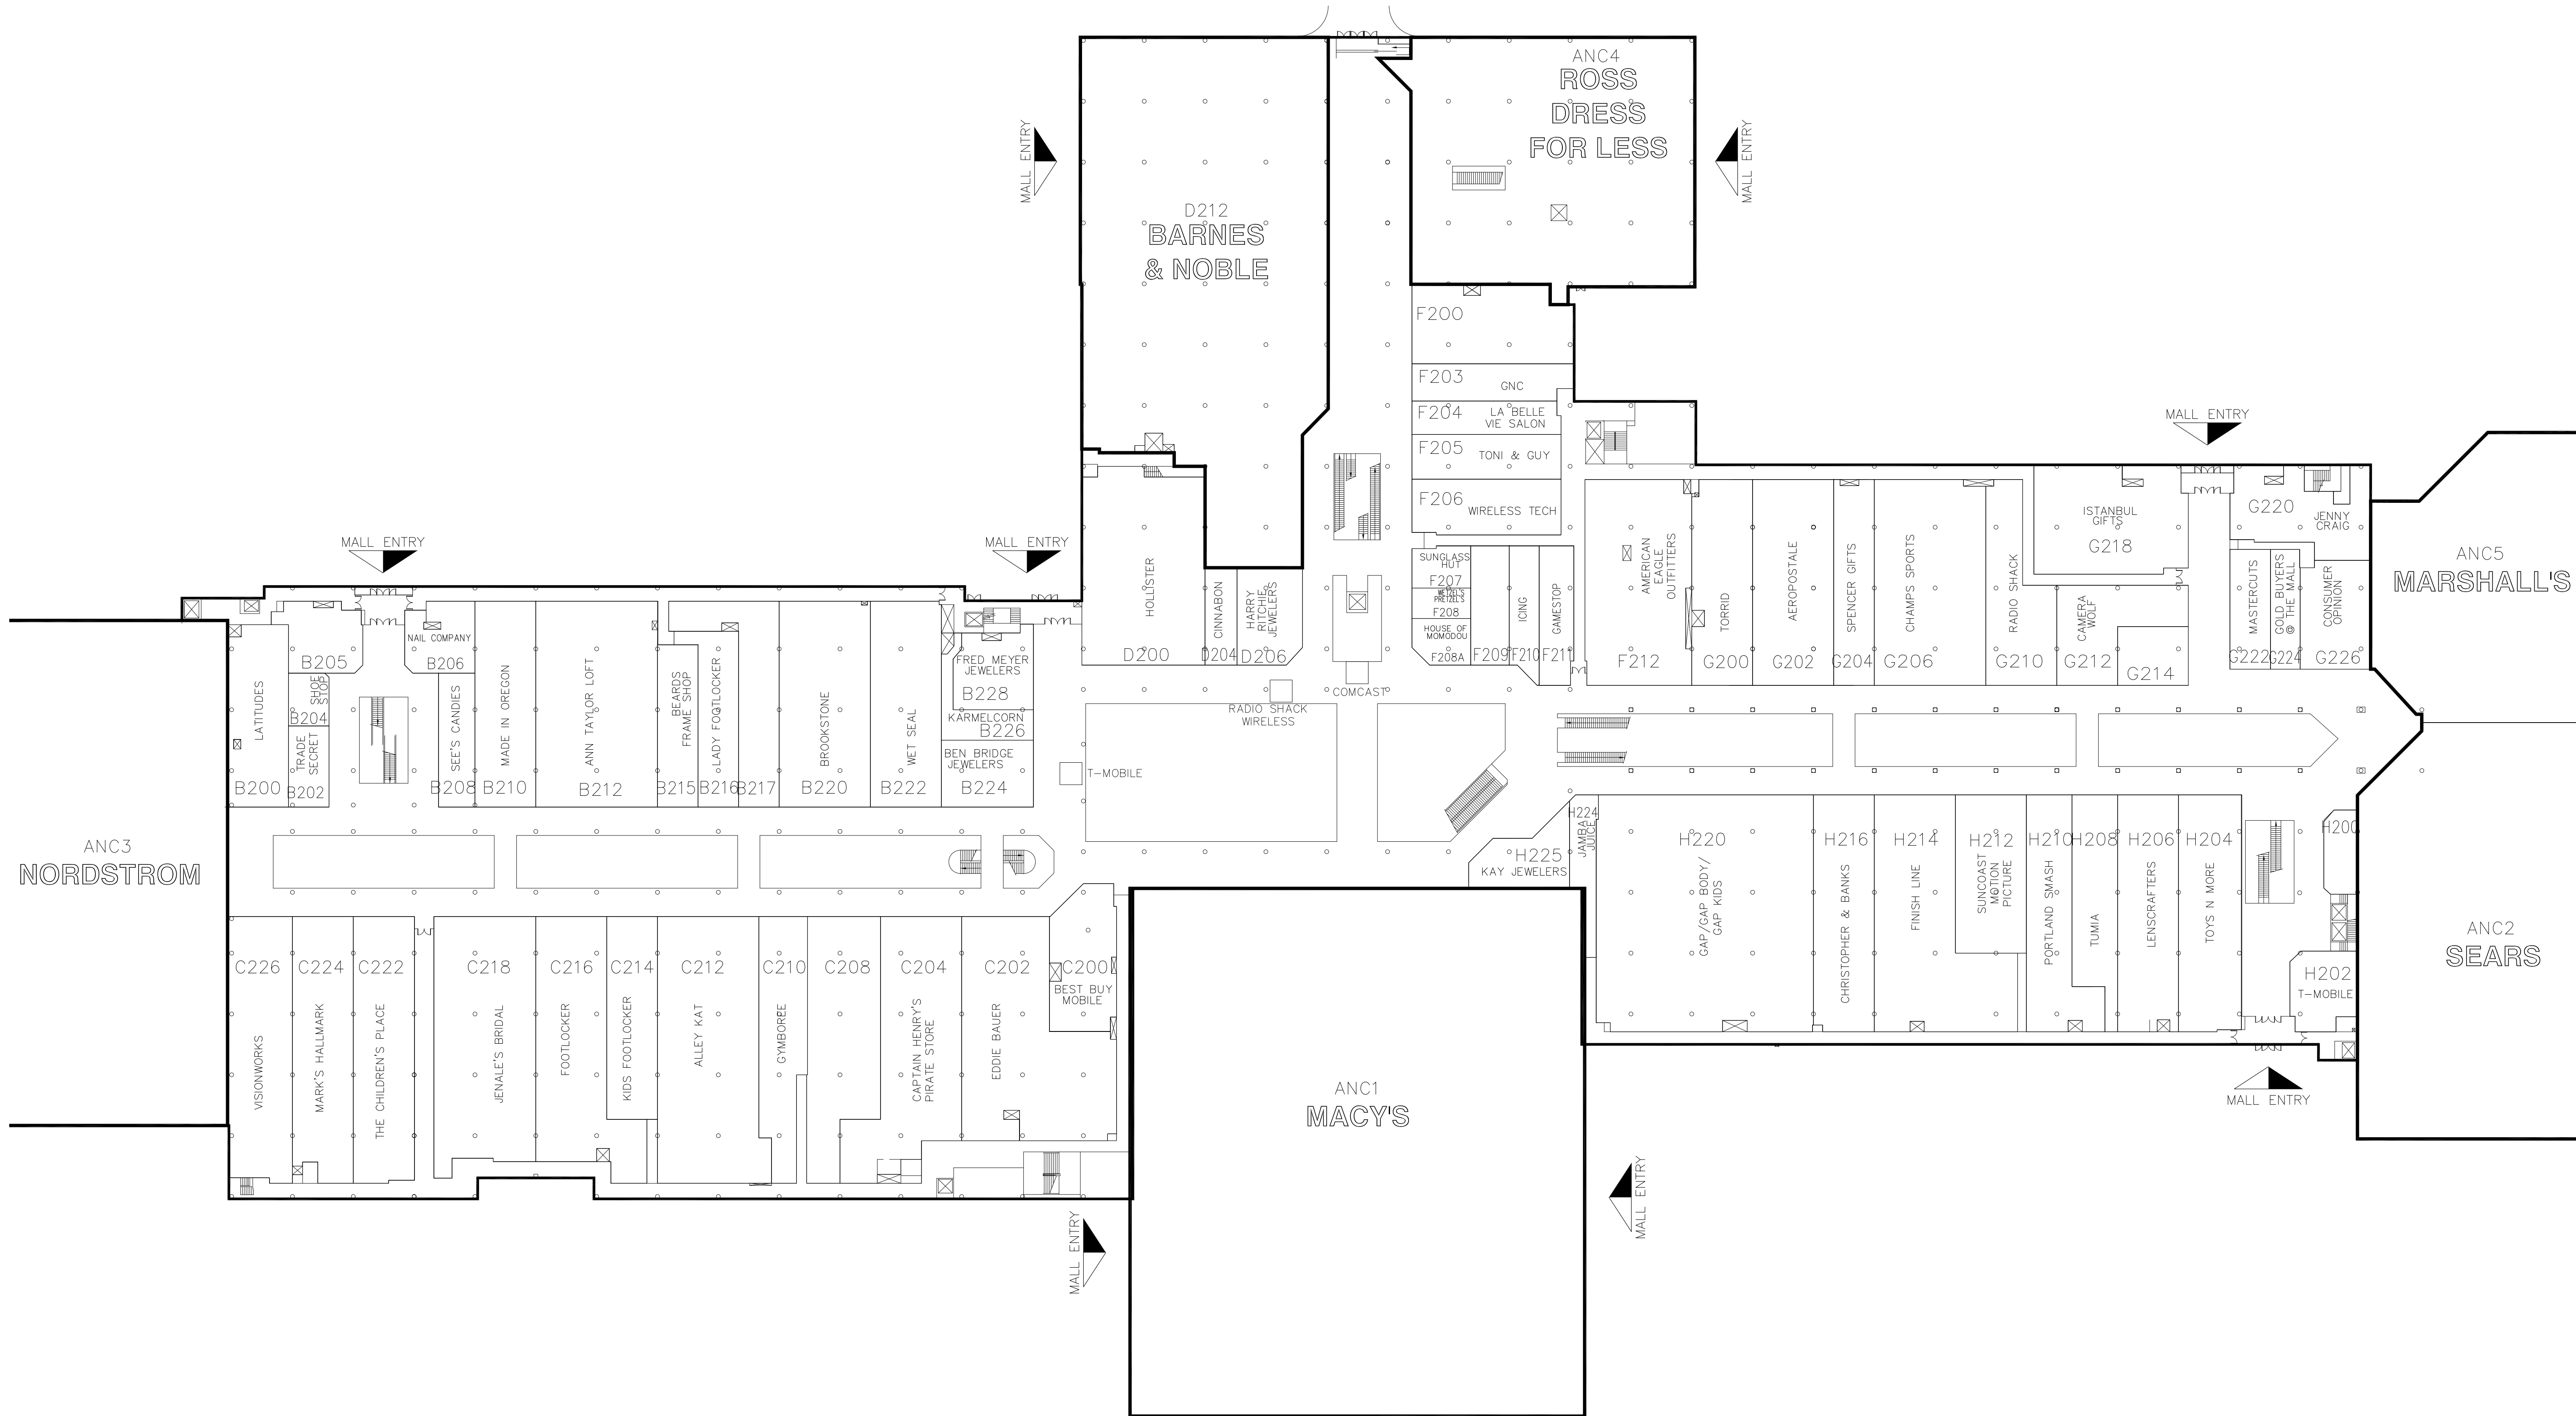 ANC4
ROSS
DRESS
FOR LESS
MALL ENTRY
MALL ENTRY
D212
BARNES
& NOBLE
F200
F203
GNC
F204
LA BELLE
VIE SALON
F205
TONI & GUY
F206
WIRELESS TECH
SUNGLASS
HUT
F207
WETZEL'S
PRETZEL'S
F208
HOUSE OF
MOMODOU
F208A
F209
ICING
F210
GAMESTOP
F211
AMERICAN
EAGLE
OUTFITTERS
F212
TORRID
G200
AEROPOSTALE
G202
SPENCER GIFTS
G204
CHAMPS SPORTS
G206
RADIO SHACK
G210
CAMERA
WOLF
G212
G214
ISTANBUL
GIFTS
G218
MALL ENTRY
G220
JENNY
CRAIG
MASTERCUTS
G222
GOLD BUYERS
@ THE MALL
G224
CONSUMER
OPINION
G226
ANC5
MARSHALL'S
MALL ENTRY
MALL ENTRY
HOLLISTER
D200
CINNABON
D204
HARRY
RITCHIE
JEWELERS
D206
COMCAST
RADIO SHACK
WIRELESS
T-MOBILE
LATITUDES
B200
B205
SHOE
STOP
B204
TRADE
SECRET
B202
NAIL COMPANY
B206
SEE'S CANDIES
B208
MADE IN OREGON
B210
ANN TAYLOR LOFT
B212
BEARDS
FRAME SHOP
B215
LADY FOOTLOCKER
B216
B217
BROOKSTONE
B220
WET SEAL
B222
FRED MEYER
JEWELERS
B228
KARMELCORN
B226
BEN BRIDGE
JEWELERS
B224
ANC3
NORDSTROM
C226
VISIONWORKS
C224
MARK'S HALLMARK
C222
THE CHILDREN'S PLACE
C218
JENALE'S BRIDAL
C216
FOOTLOCKER
C214
KIDS FOOTLOCKER
C212
ALLEY KAT
C210
GYMBOREE
C208
C204
CAPTAIN HENRY'S
PIRATE STORE
C202
EDDIE BAUER
C200
BEST BUY
MOBILE
ANC1
MACY'S
H225
KAY JEWELERS
H224
JAMBA
JUICE
H220
GAP/GAP BODY/
GAP KIDS
H216
CHRISTOPHER & BANKS
H214
FINISH LINE
H212
SUNCOAST
MOTION
PICTURE
H210
PORTLAND SMASH
H208
TUMIA
H206
LENSCRAFTERS
H204
TOYS N MORE
H200
H202
T-MOBILE
ANC2
SEARS
MALL ENTRY
MALL ENTRY
MALL ENTRY